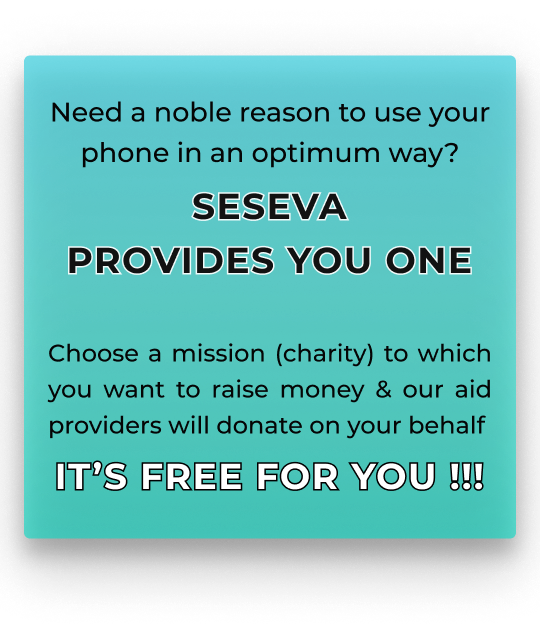 Need a noble reason to use your
phone in an optimum way?
SESEVA
PROVIDES YOU ONE
Choose a mission (charity) to which
you want to raise money & our aid
providers will donate on your behalf
IT'S FREE FOR YOU !!!